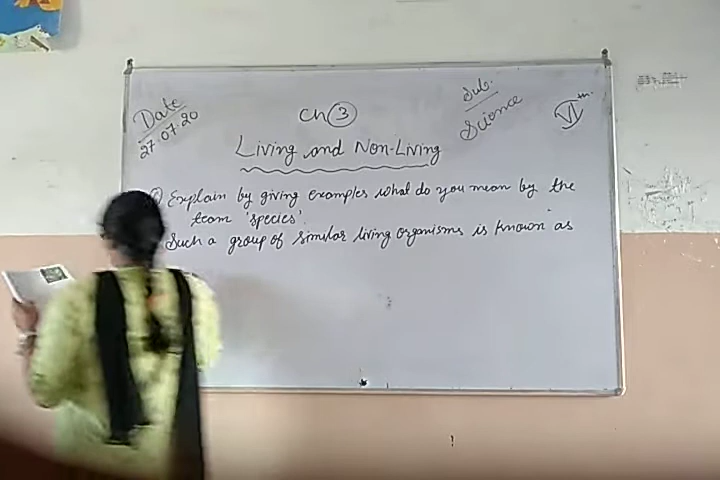 Date
27.07.20
Ch 3
Sub.
Science
VI th
Living and Non-Living
Explain by giving examples what do you mean by the
team 'species'.
Such a group of similar living organisms is known as